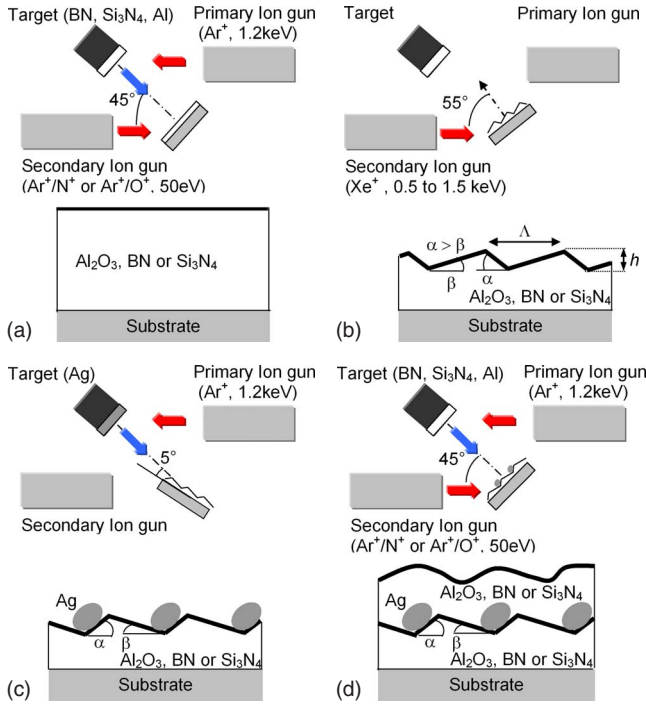 (a)
Target (BN, Si₃N₄, Al)
Primary Ion gun
(Ar⁺, 1.2keV)
45°
Secondary Ion gun
(Ar⁺/N⁺ or Ar⁺/O⁺, 50eV)
Al₂O₃, BN or Si₃N₄
Substrate
(b)
Target
Primary Ion gun
55°
Secondary Ion gun
(Xe⁺ , 0.5 to 1.5 keV)
Λ
α > β
h
β
α
Al₂O₃, BN or Si₃N₄
Substrate
(c)
Target (Ag)
Primary Ion gun
(Ar⁺, 1.2keV)
5°
Secondary Ion gun
Ag
α
β
Al₂O₃, BN or Si₃N₄
Substrate
(d)
Target (BN, Si₃N₄, Al)
Primary Ion gun
(Ar⁺, 1.2keV)
45°
Secondary Ion gun
(Ar⁺/N⁺ or Ar⁺/O⁺, 50eV)
Al₂O₃, BN or Si₃N₄
Ag
α
β
Al₂O₃, BN or Si₃N₄
Substrate